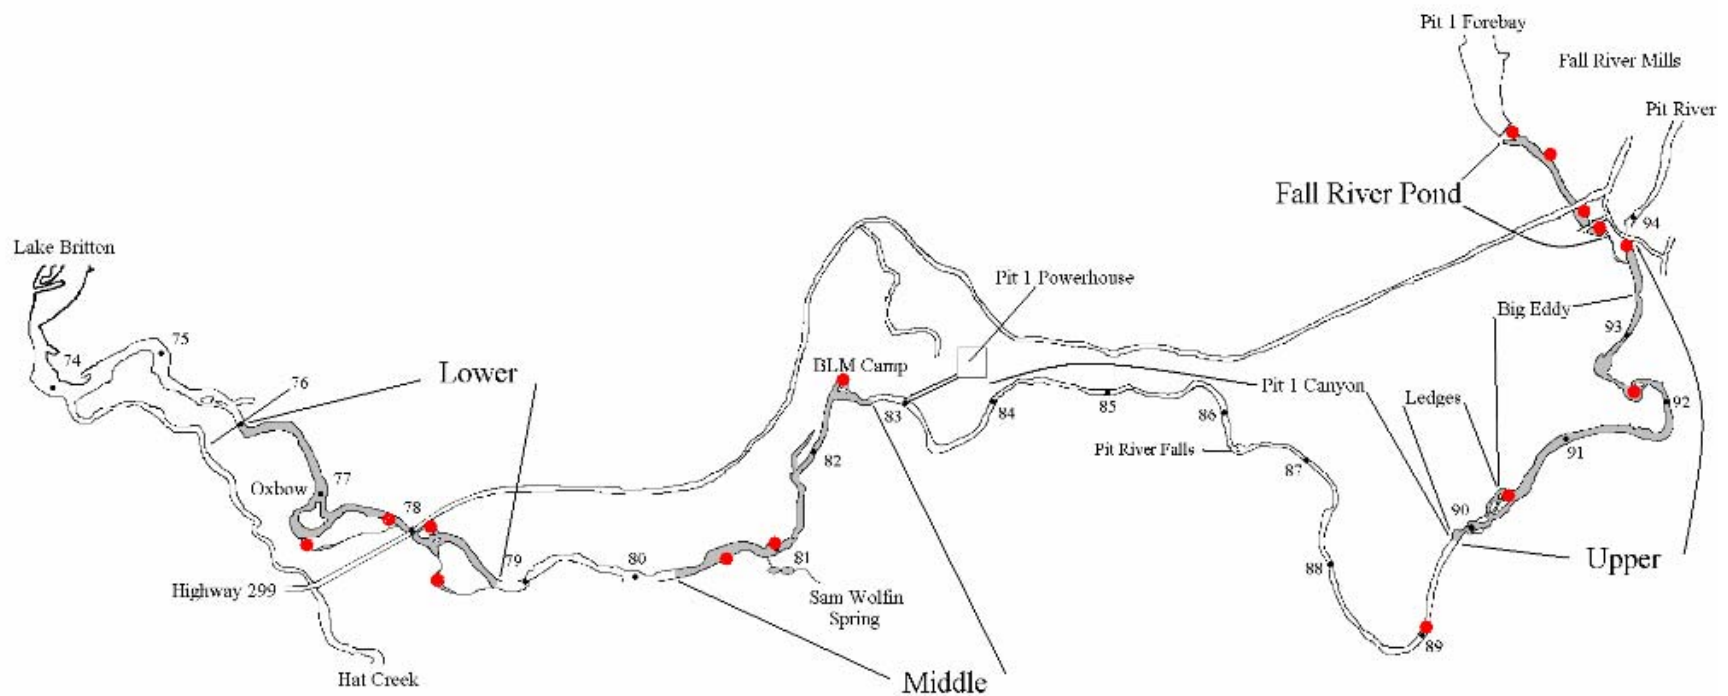 Pit 1 Forebay
Fall River Mills
Pit River
Fall River Pond
94
Lake Britton
Pit 1 Powerhouse
Big Eddy
93
75
74
76
Lower
BLM Camp
83
84
85
86
Pit 1 Canyon
Ledges
92
91
Pit River Falls
87
82
77
Oxbow
78
90
79
80
81
Upper
88
Highway 299
Sam Wolfin
Spring
89
Hat Creek
Middle